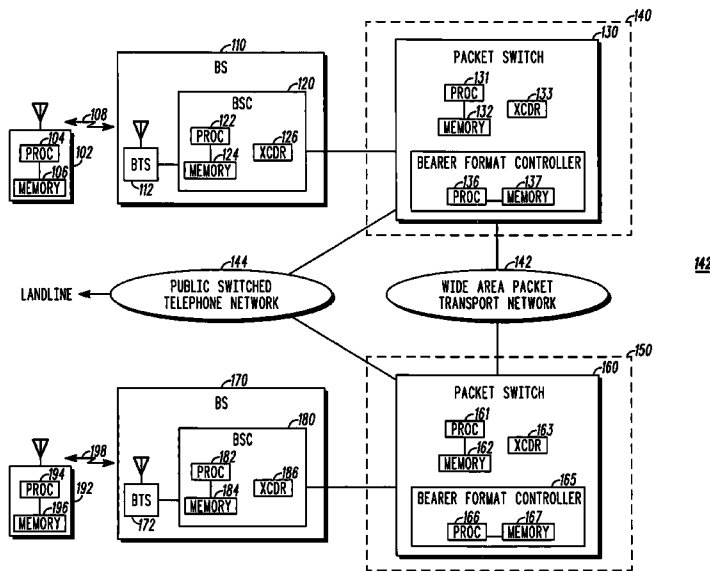 140
110
BS
130
PACKET SWITCH
120
BSC
131
PROC
133
XCDR
132
MEMORY
108
122
PROC
126
XCDR
124
MEMORY
104
PROC
102
106
MEMORY
BTS
112
BEARER FORMAT CONTROLLER
136
PROC
137
MEMORY
144
PUBLIC SWITCHED
TELEPHONE NETWORK
LANDLINE
142
WIDE AREA PACKET
TRANSPORT NETWORK
142
150
170
BS
160
PACKET SWITCH
180
BSC
161
PROC
163
XCDR
162
MEMORY
198
182
PROC
186
XCDR
184
MEMORY
194
PROC
192
196
MEMORY
BTS
172
165
BEARER FORMAT CONTROLLER
166
PROC
167
MEMORY